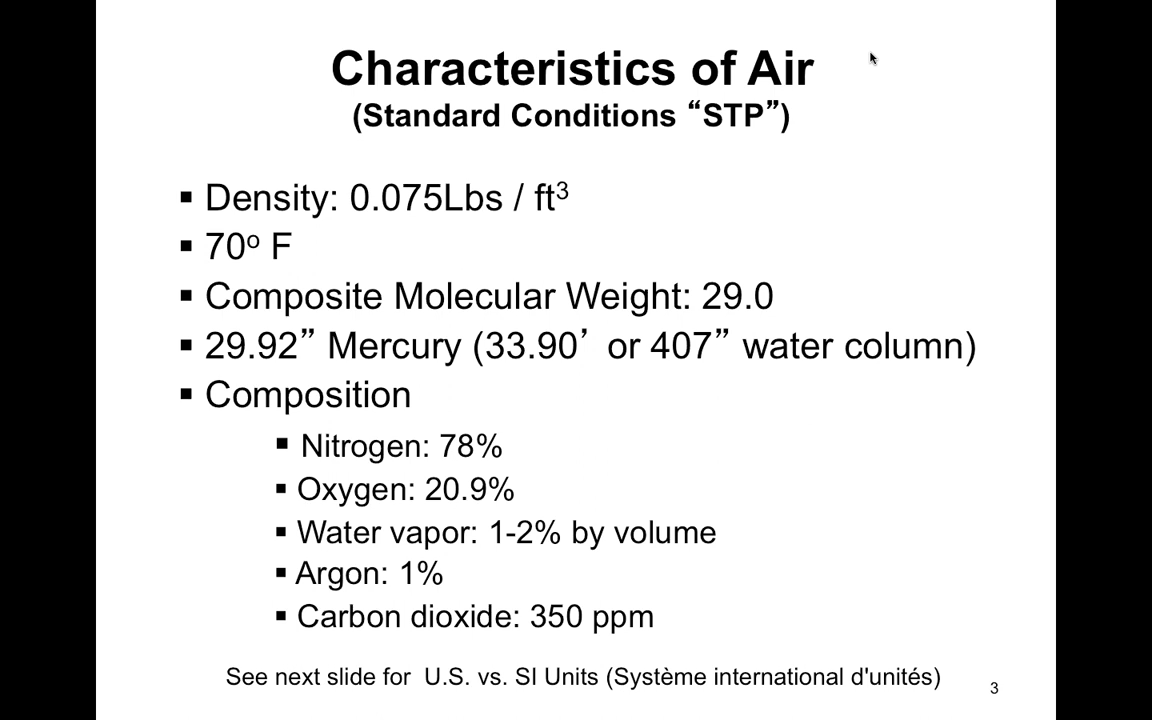 Characteristics of Air
(Standard Conditions “STP”)
▪ Density: 0.075Lbs / ft³
▪ 70º F
▪ Composite Molecular Weight: 29.0
▪ 29.92” Mercury (33.90’ or 407” water column)
▪ Composition
▪ Nitrogen: 78%
▪ Oxygen: 20.9%
▪ Water vapor: 1-2% by volume
▪ Argon: 1%
▪ Carbon dioxide: 350 ppm
See next slide for U.S. vs. SI Units (Système international d'unités)
3